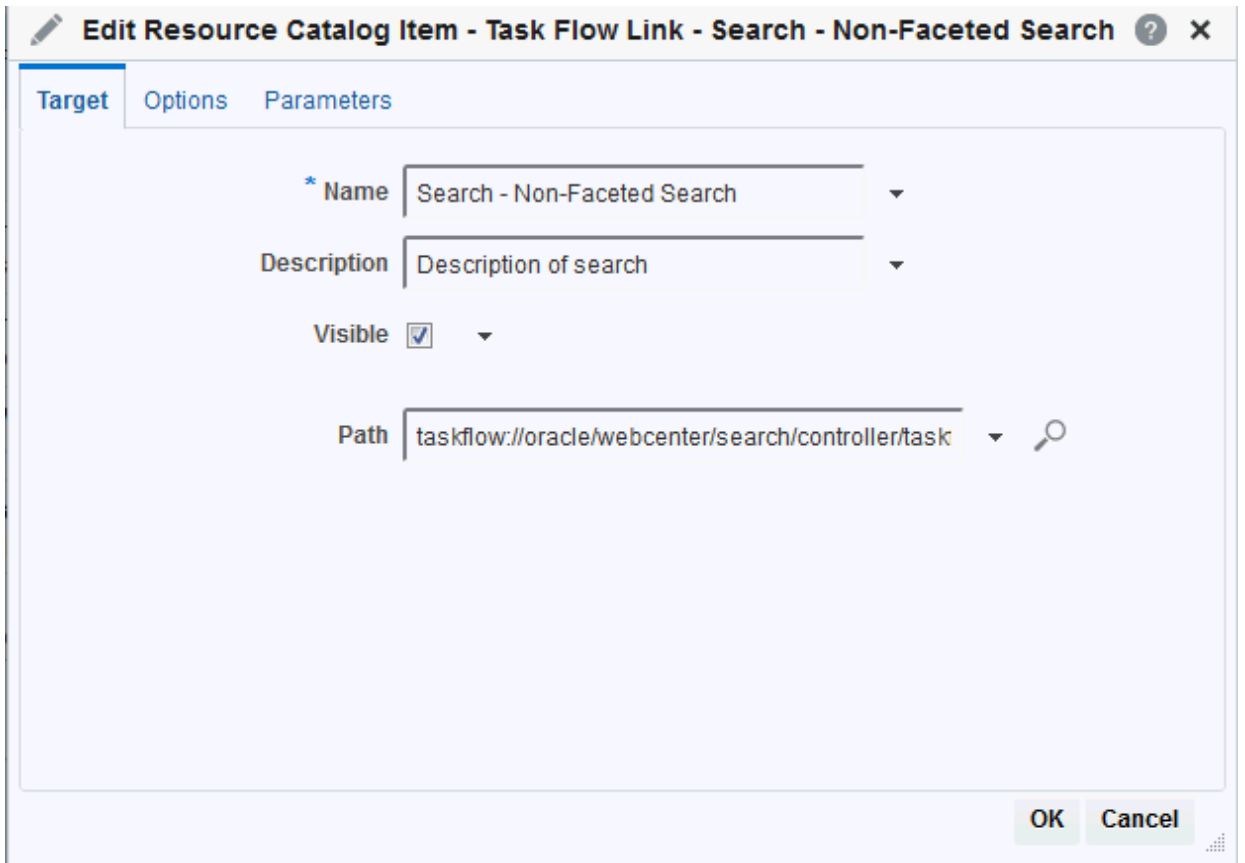 Edit Resource Catalog Item - Task Flow Link - Search - Non-Faceted Search ?
Target Options Parameters
* Name Search - Non-Faceted Search
Description Description of search
Visible
Path taskflow://oracle/webcenter/search/controller/task
OK Cancel